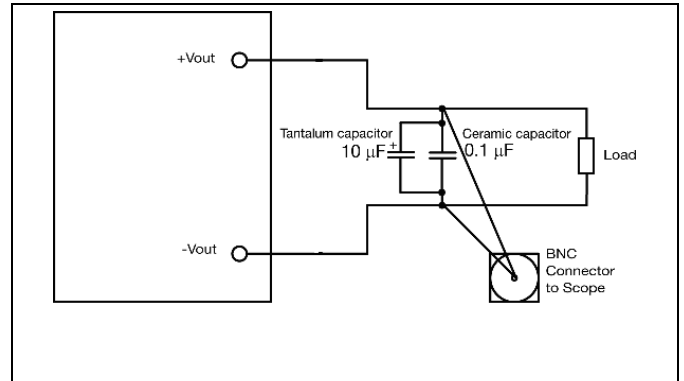 +Vout
Tantalum capacitor
10 μF
+
Ceramic capacitor
0.1 μF
Load
-Vout
BNC
Connector
to Scope